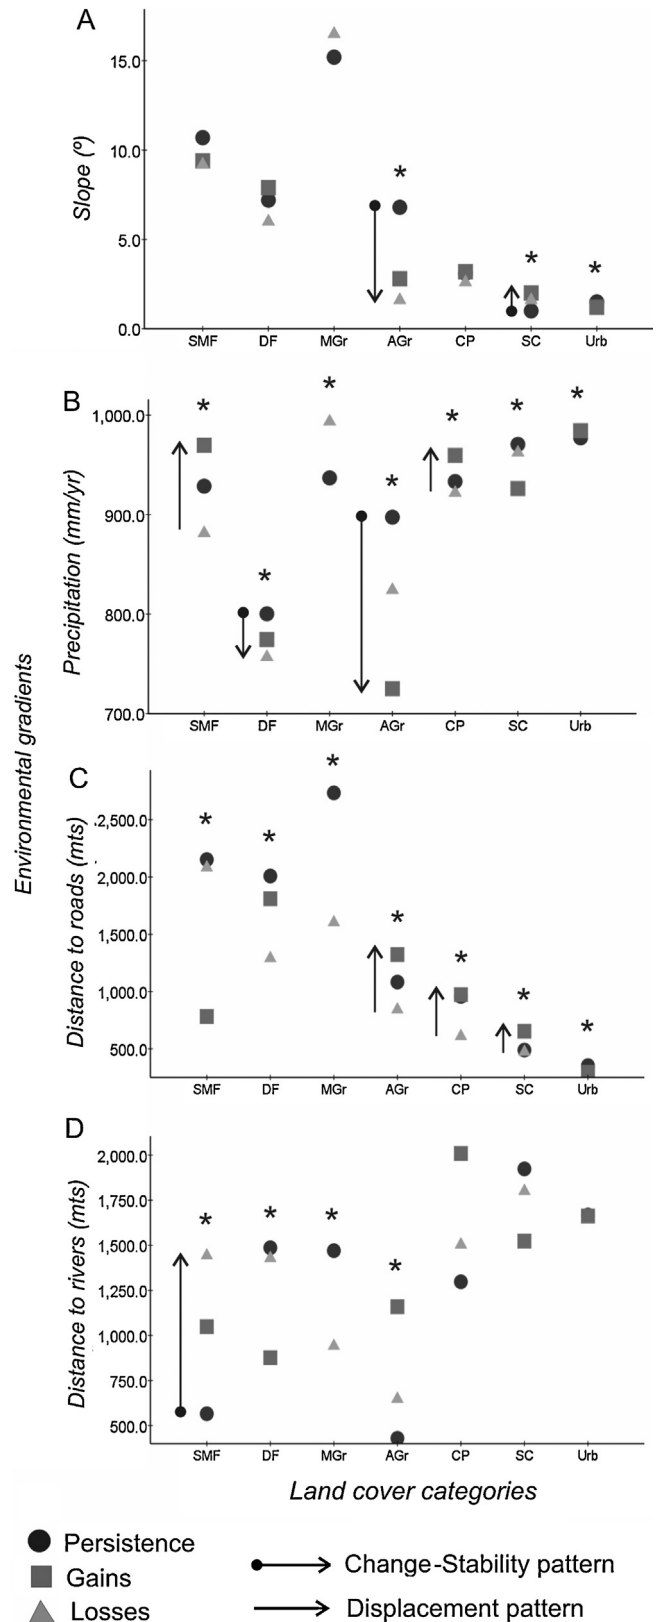 A
Slope (º)
15.0
10.0
5.0
0.0
*
*
*
SMF DF MGr AGr CP SC Urb
B
Precipitation (mm/yr)
1,000.0
900.0
800.0
700.0
*
*
*
*
*
*
*
SMF DF MGr AGr CP SC Urb
Environmental gradients
C
Distance to roads (mts)
2,500.0
2,000.0
1,500.0
1,000.0
500.0
*
*
*
*
*
*
*
SMF DF MGr AGr CP SC Urb
D
Distance to rivers (mts)
2,000.0
1,750.0
1,500.0
1,250.0
1,000.0
750.0
500.0
*
*
*
*
SMF DF MGr AGr CP SC Urb
Land cover categories
Persistence
Gains
Losses
Change-Stability pattern
Displacement pattern